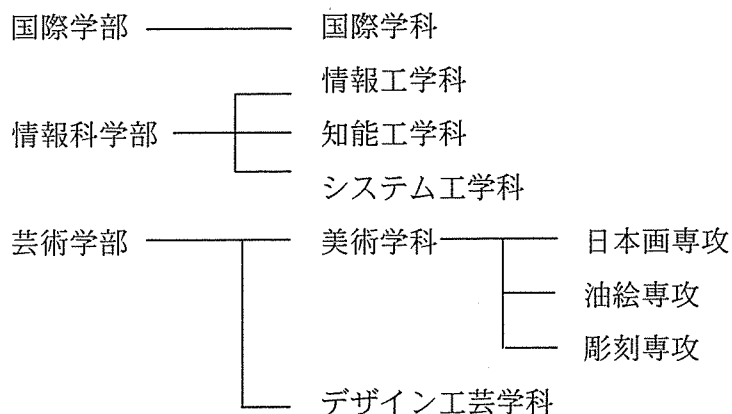 国際学部 国際学科
情報工学科
情報科学部 知能工学科
システム工学科
芸術学部 美術学科 日本画専攻
油絵専攻
彫刻専攻
デザイン工芸学科